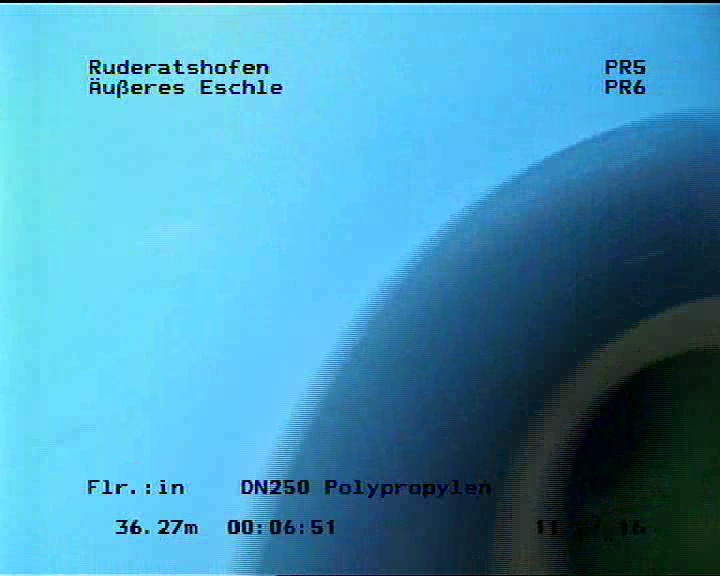 Ruderatshofen PR5
Äußeres Eschle PR6
Flr.:in DN250 Polypropylen
36.27m 00:06:51